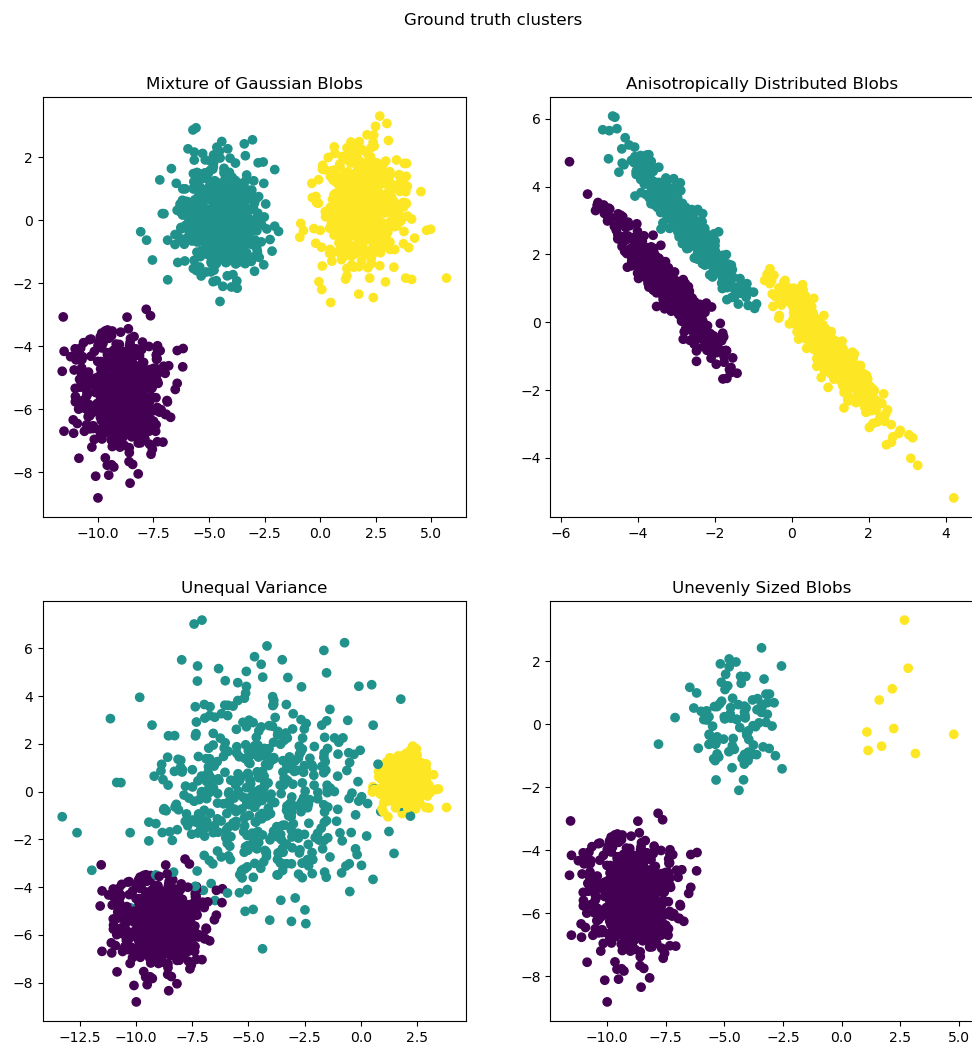 Ground truth clusters
Mixture of Gaussian Blobs
Anisotropically Distributed Blobs
2
0
−2
−4
−6
−8
−10.0 −7.5 −5.0 −2.5 0.0 2.5 5.0
6
4
2
0
−2
−4
−6 −4 −2 0 2 4
Unequal Variance
Unevenly Sized Blobs
6
4
2
0
−2
−4
−6
−8
−12.5 −10.0 −7.5 −5.0 −2.5 0.0 2.5
2
0
−2
−4
−6
−8
−10.0 −7.5 −5.0 −2.5 0.0 2.5 5.0